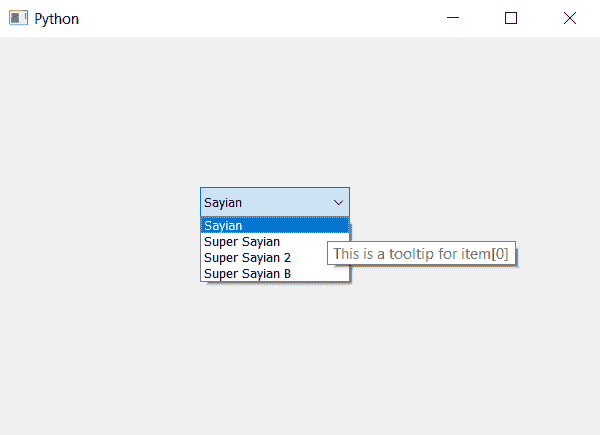 Python
Sayian
Sayian
Super Sayian
Super Sayian 2
Super Sayian B
This is a tooltip for item[0]